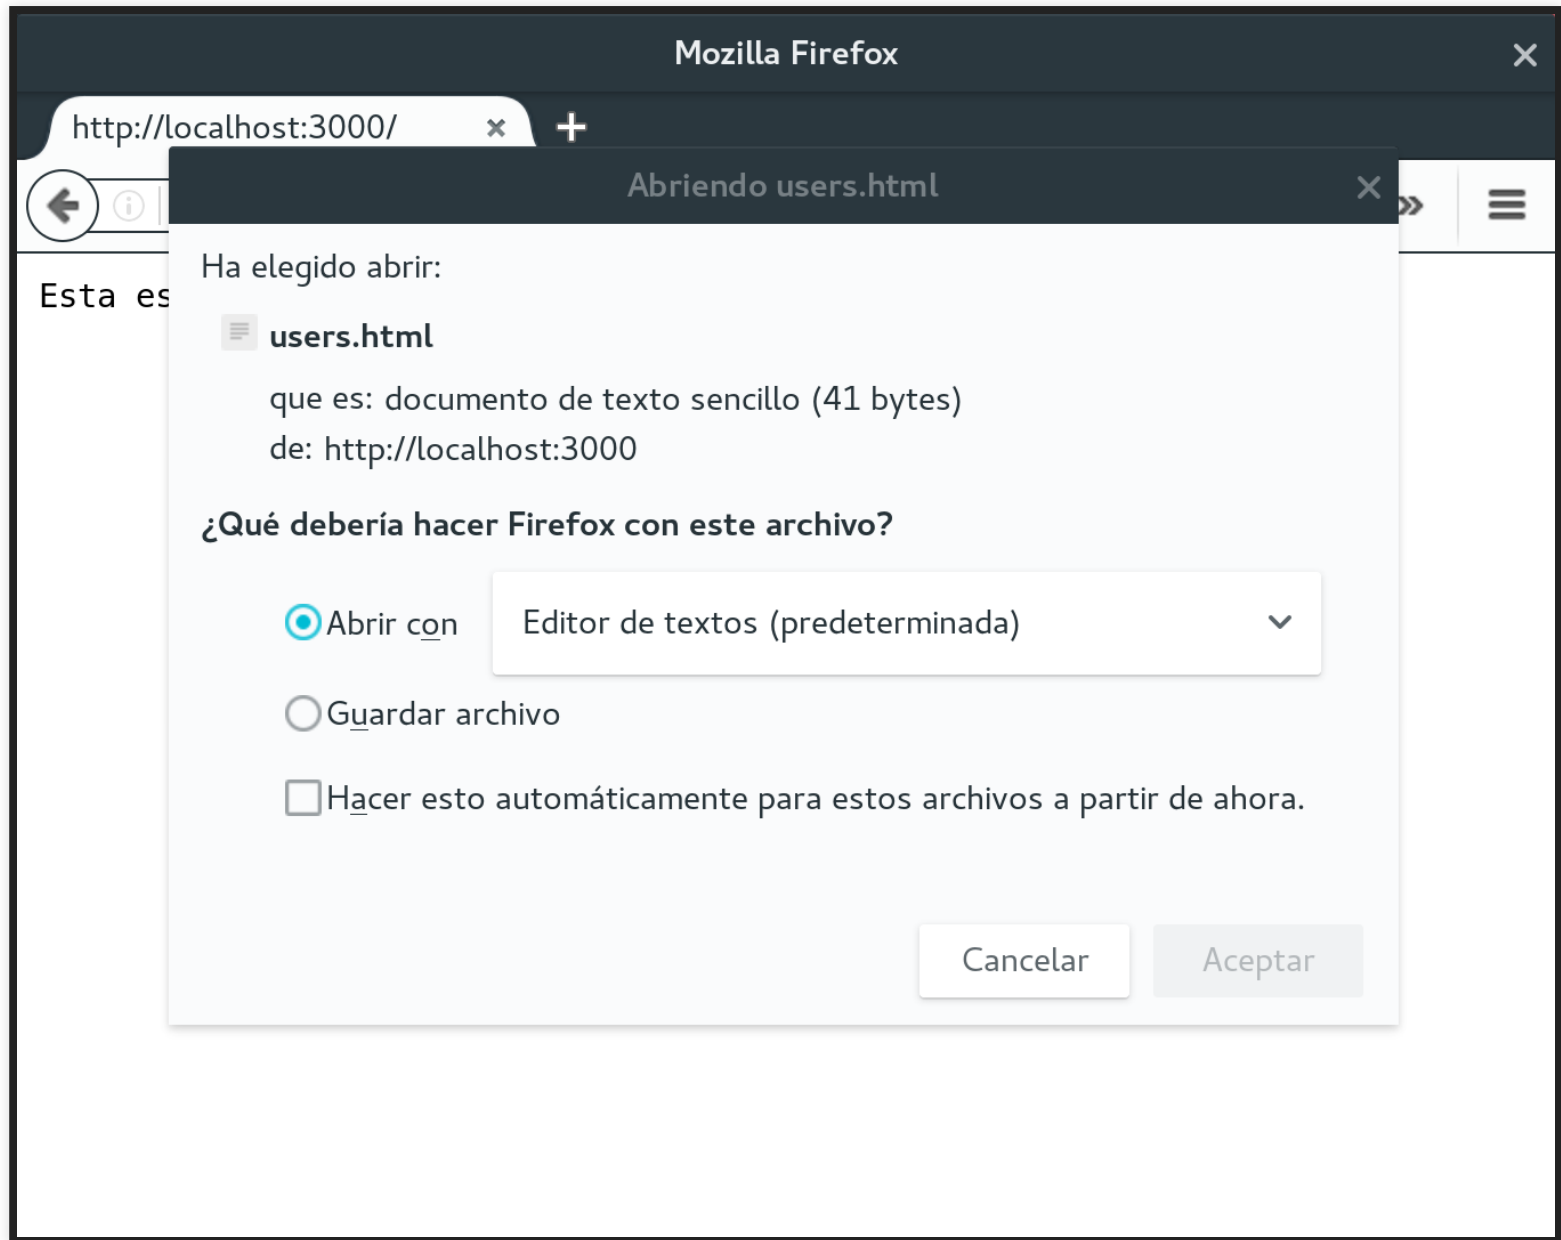 Mozilla Firefox
http://localhost:3000/
Abriendo users.html
Esta es
Ha elegido abrir:
users.html
que es: documento de texto sencillo (41 bytes)
de: http://localhost:3000
¿Qué debería hacer Firefox con este archivo?
Abrir con Editor de textos (predeterminada)
Guardar archivo
Hacer esto automáticamente para estos archivos a partir de ahora.
Cancelar Aceptar